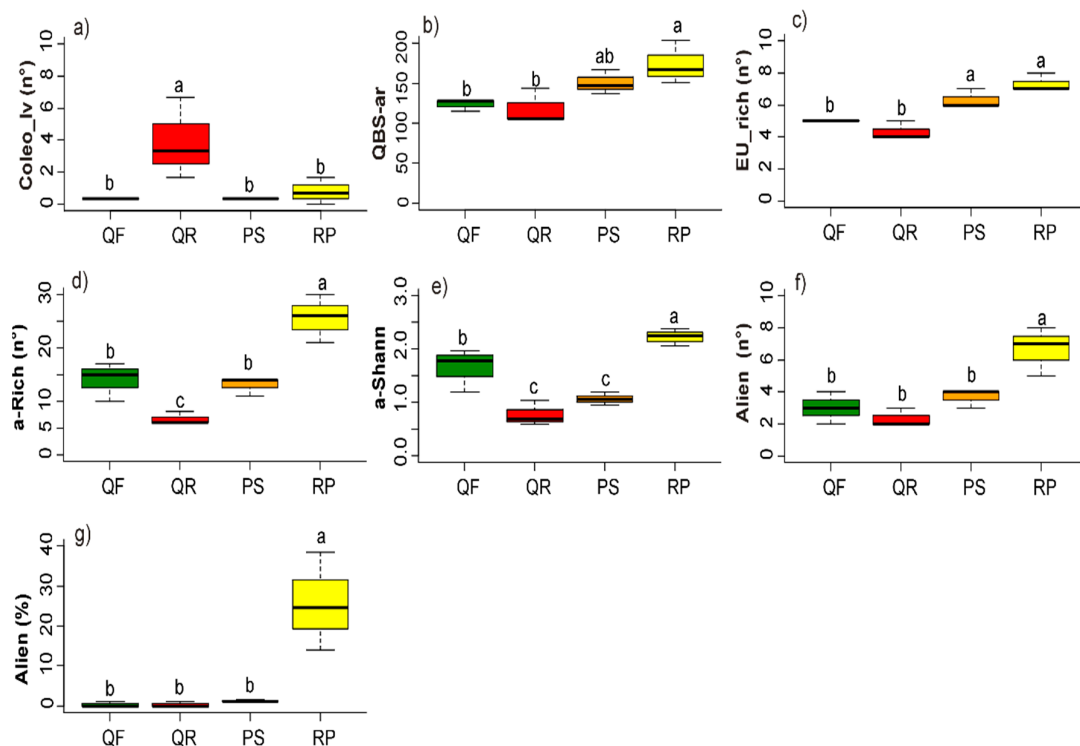 a)
Coleo_lv (n°)
10
8
6
4
2
0
b
a
b
b
QF QR PS RP
b)
QBS-ar
200
150
100
50
0
b
b
ab
a
QF QR PS RP
c)
EU_rich (n°)
10
8
6
4
2
0
b
b
a
a
QF QR PS RP
d)
a-Rich (n°)
30
20
10
5
0
b
c
b
a
QF QR PS RP
e)
a-Shann
3.0
2.0
1.0
0.0
b
c
c
a
QF QR PS RP
f)
Alien (n°)
10
8
6
4
2
0
b
b
b
a
QF QR PS RP
g)
Alien (%)
40
30
20
10
0
b
b
b
a
QF QR PS RP